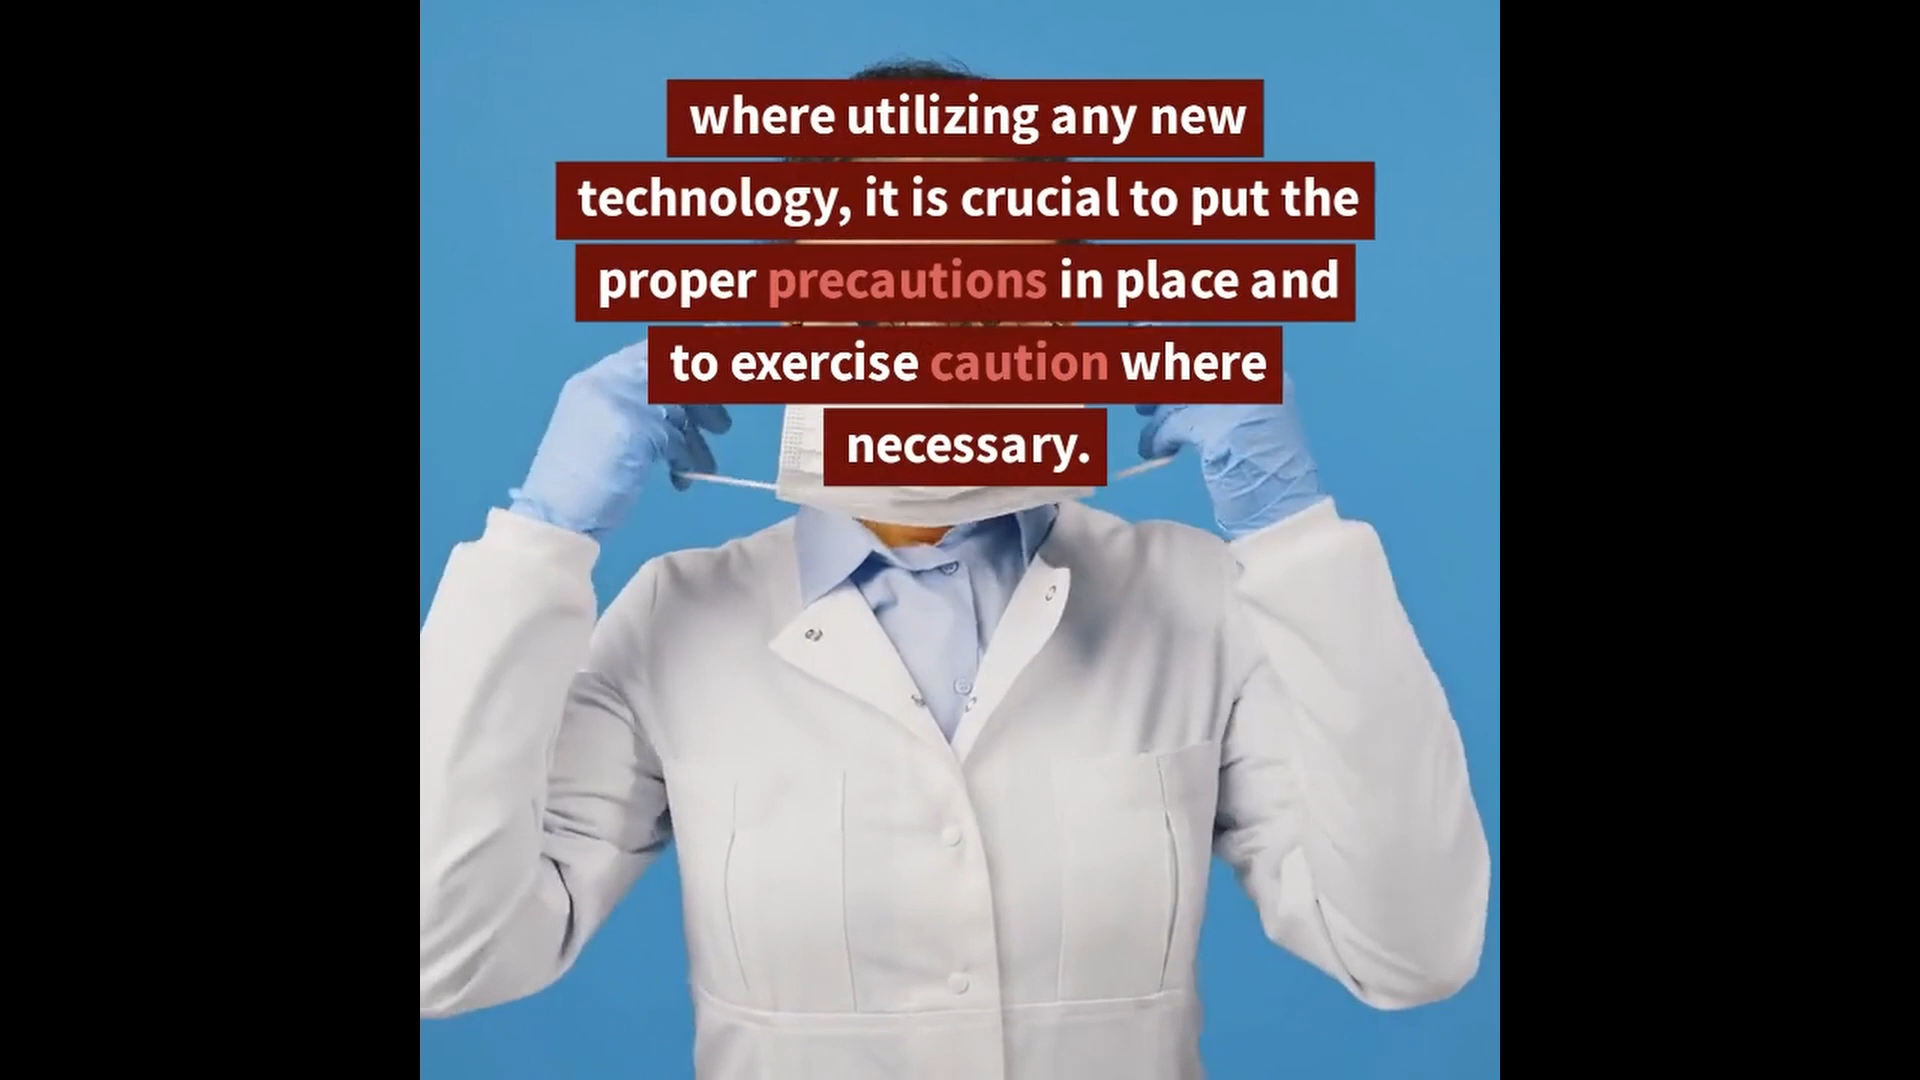 where utilizing any new
technology, it is crucial to put the
proper precautions in place and
to exercise caution where
necessary.